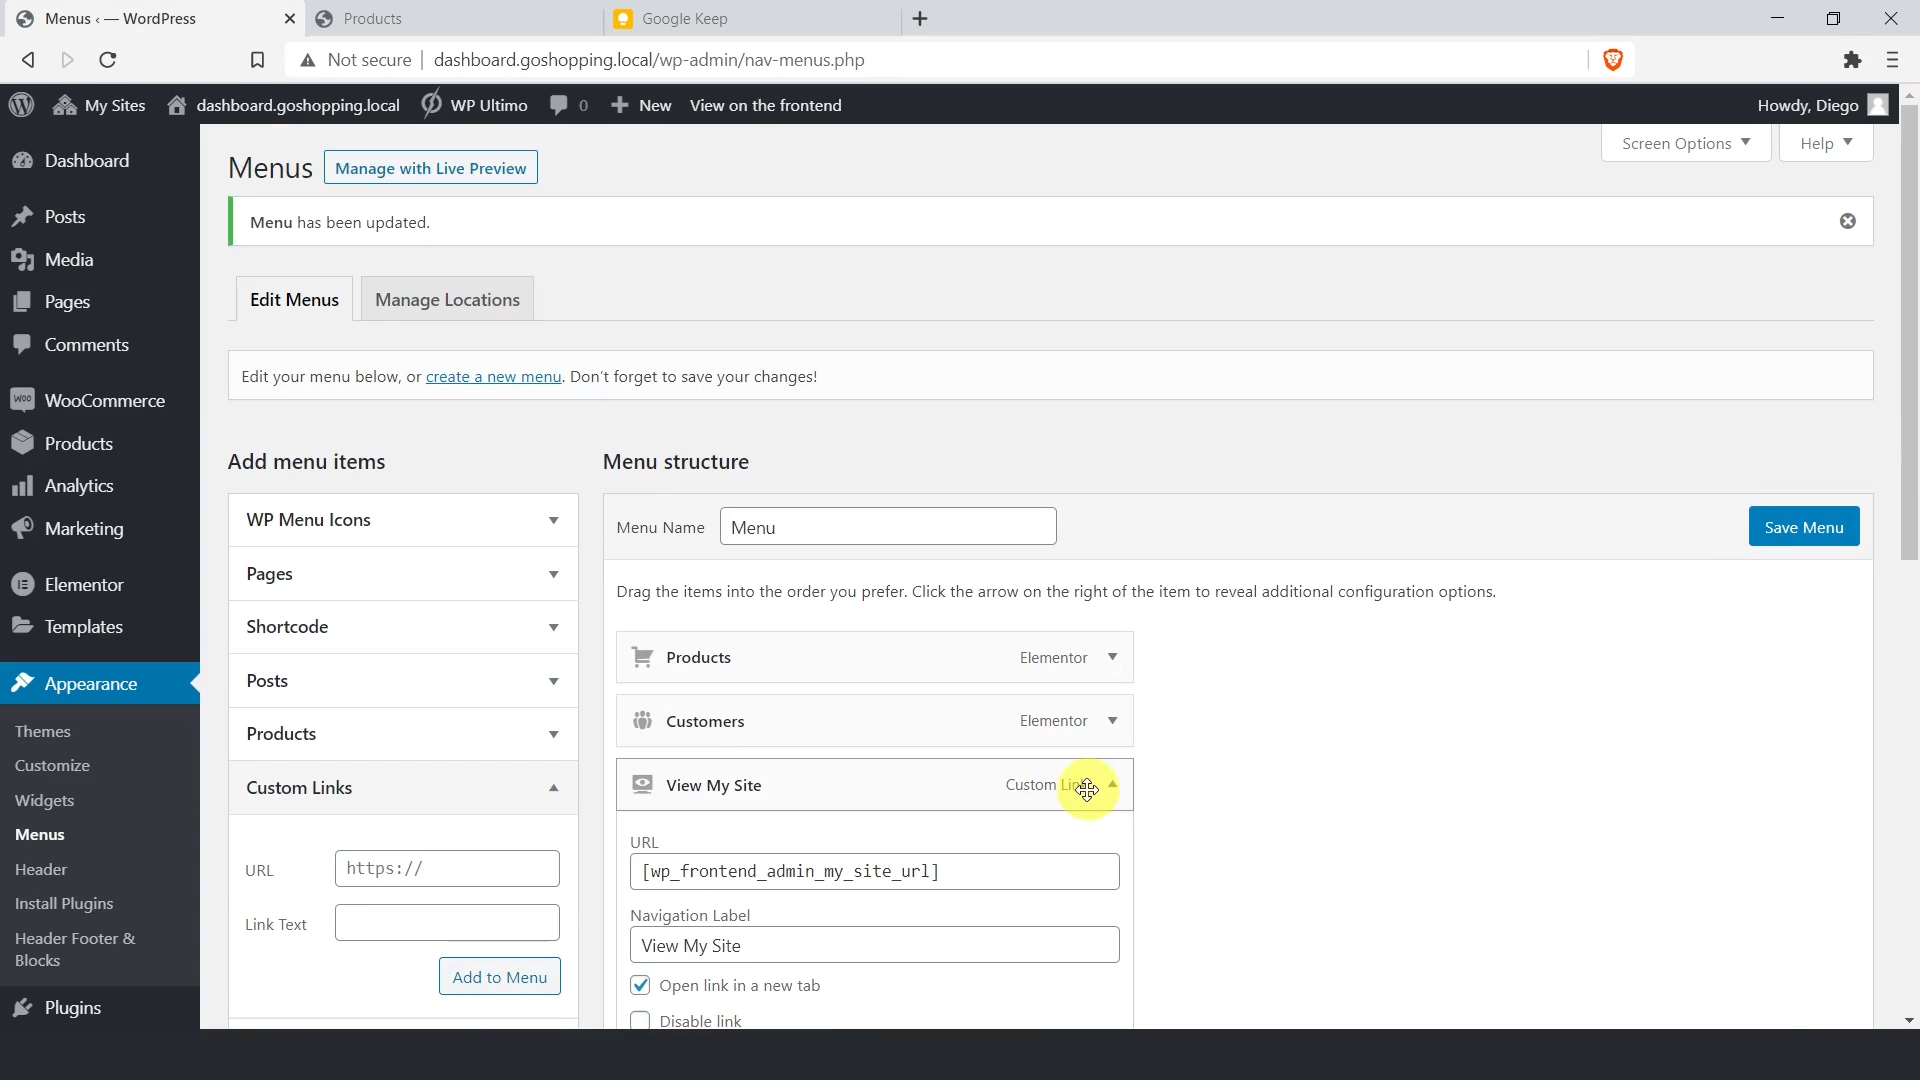 Menus ‹ — WordPress
Products
Google Keep
Not secure
dashboard.goshopping.local/wp-admin/nav-menus.php
My Sites
dashboard.goshopping.local
WP Ultimo
0
New
View on the frontend
Howdy, Diego
Dashboard
Posts
Media
Pages
Comments
WooCommerce
Products
Analytics
Marketing
Elementor
Templates
Appearance
Themes
Customize
Widgets
Menus
Header
Install Plugins
Header Footer &
Blocks
Plugins
Menus
Manage with Live Preview
Screen Options
Help
Menu has been updated.
Edit Menus
Manage Locations
Edit your menu below, or create a new menu. Don't forget to save your changes!
Add menu items
WP Menu Icons
Pages
Shortcode
Posts
Products
Custom Links
URL
https://
Link Text
Add to Menu
Menu structure
Menu Name
Menu
Save Menu
Drag the items into the order you prefer. Click the arrow on the right of the item to reveal additional configuration options.
Products
Elementor
Customers
Elementor
View My Site
Custom Link
URL
[wp_frontend_admin_my_site_url]
Navigation Label
View My Site
Open link in a new tab
Disable link